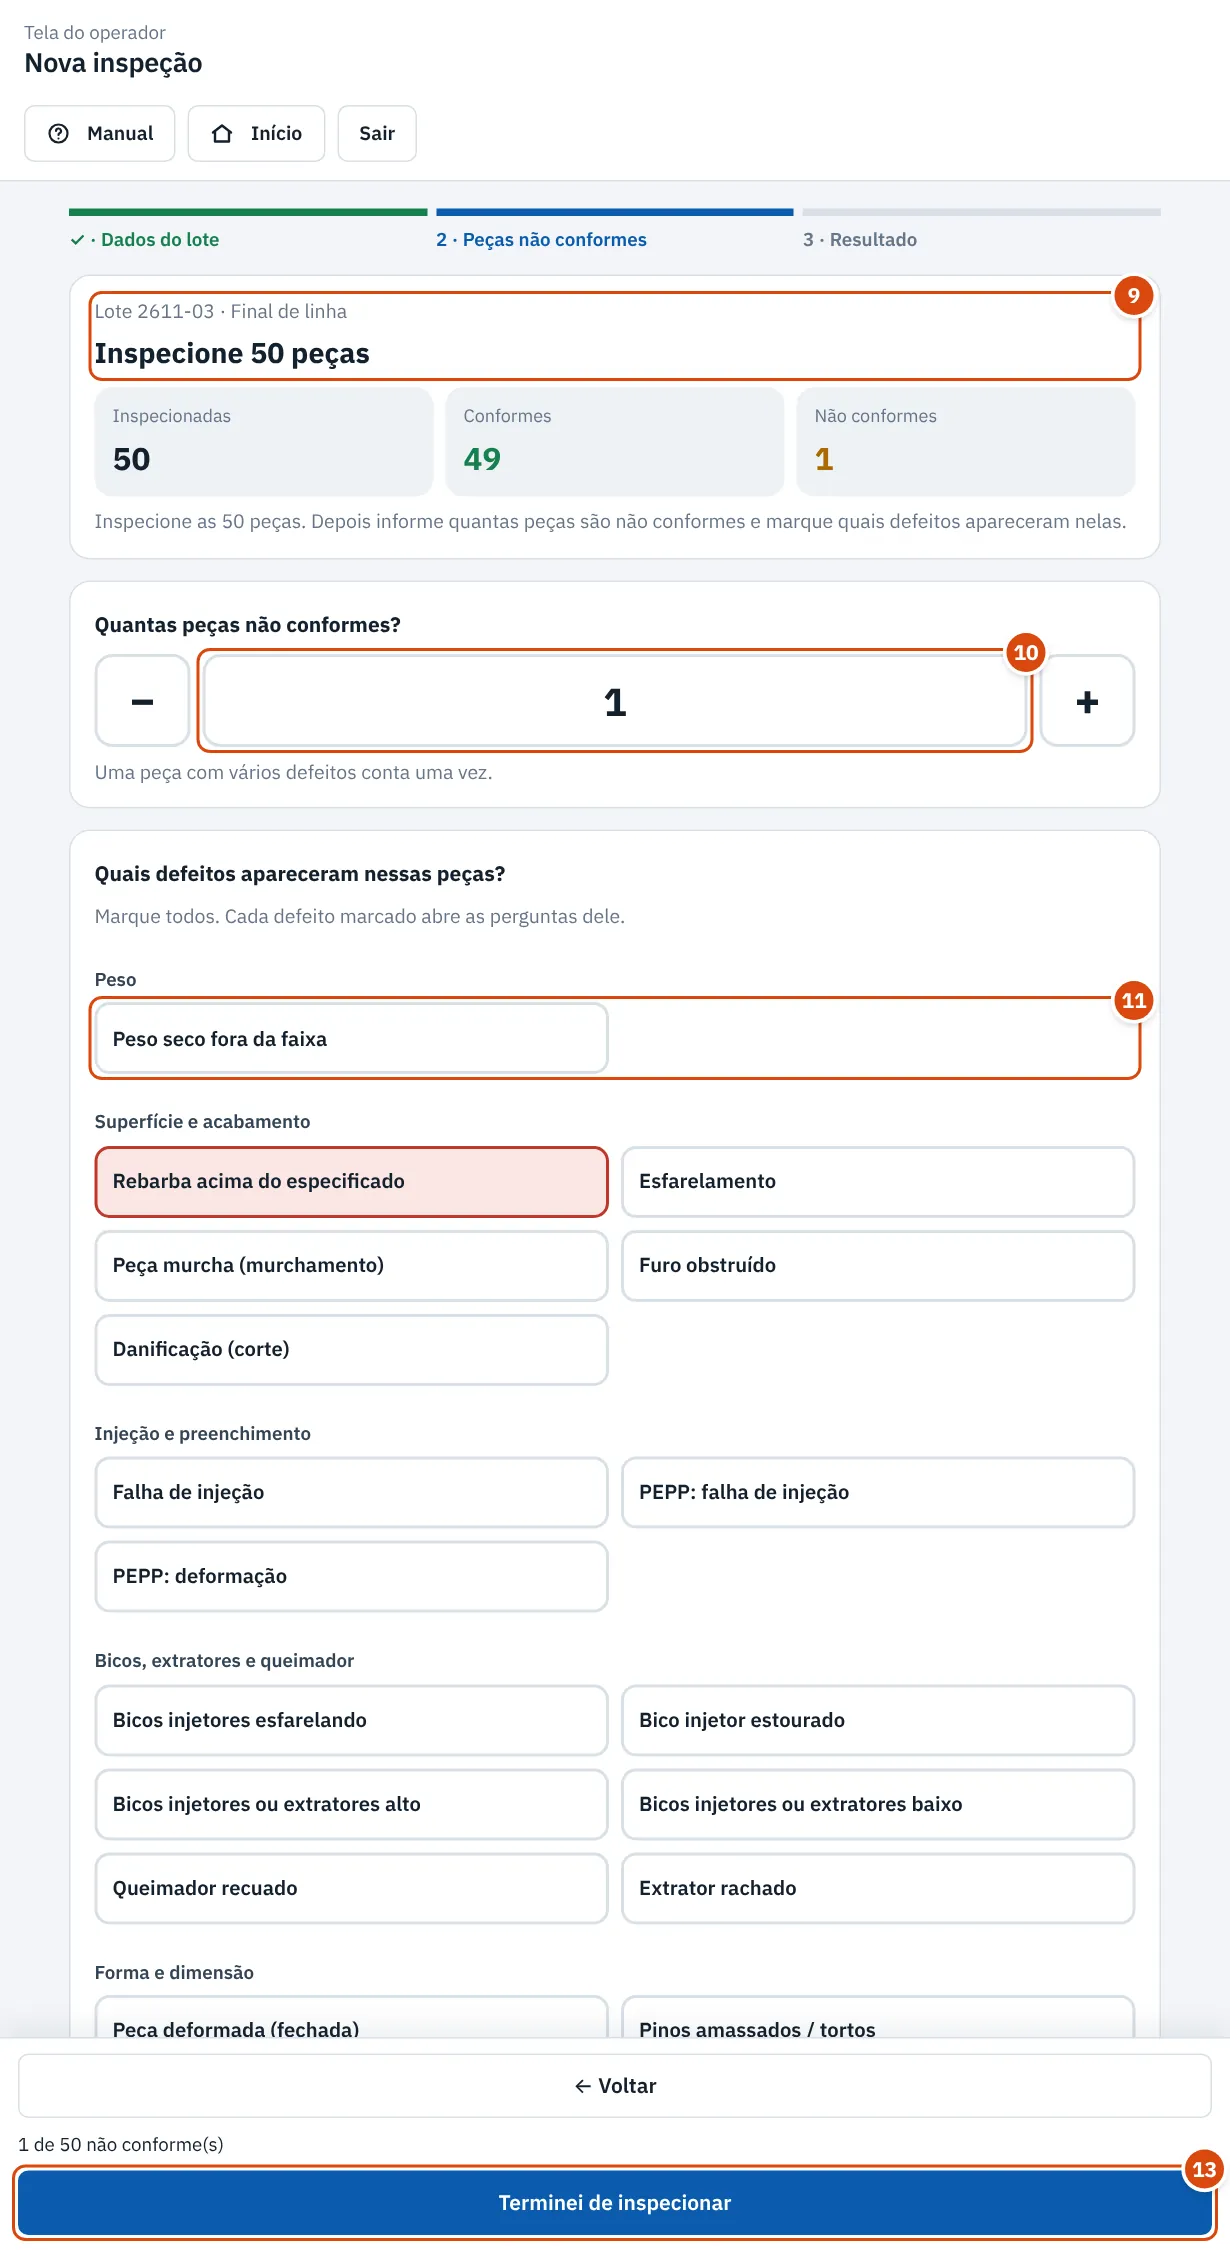 Tela do operador
Nova inspeção
Manual
Início
Sair
✓ · Dados do lote
2 · Peças não conformes
3 · Resultado
9
Lote 2611-03 · Final de linha
Inspecione 50 peças
Inspecionadas
50
Conformes
49
Não conformes
1
Inspecione as 50 peças. Depois informe quantas peças são não conformes e marque quais defeitos apareceram nelas.
Quantas peças não conformes?
10
−
1
+
Uma peça com vários defeitos conta uma vez.
Quais defeitos apareceram nessas peças?
Marque todos. Cada defeito marcado abre as perguntas dele.
Peso
11
Peso seco fora da faixa
Superfície e acabamento
Rebarba acima do especificado
Esfarelamento
Peça murcha (murchamento)
Furo obstruído
Danificação (corte)
Injeção e preenchimento
Falha de injeção
PEPP: falha de injeção
PEPP: deformação
Bicos, extratores e queimador
Bicos injetores esfarelando
Bico injetor estourado
Bicos injetores ou extratores alto
Bicos injetores ou extratores baixo
Queimador recuado
Extrator rachado
Forma e dimensão
Peça deformada (fechada)
Pinos amassados / tortos
← Voltar
1 de 50 não conforme(s)
13
Terminei de inspecionar